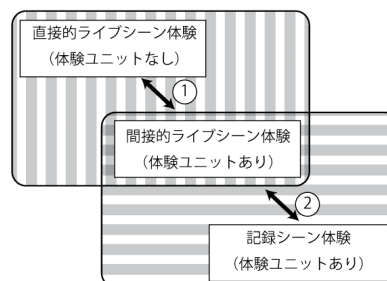 直接的ライブシーン体験
（体験ユニットなし）
1
間接的ライブシーン体験
（体験ユニットあり）
2
記録シーン体験
（体験ユニットあり）